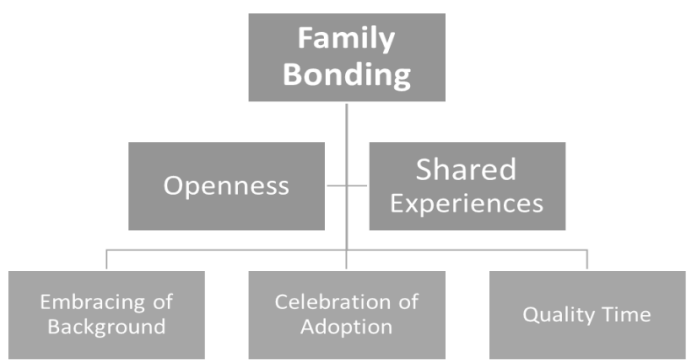 Family
Bonding
Openness
Shared
Experiences
Embracing of
Background
Celebration of
Adoption
Quality Time